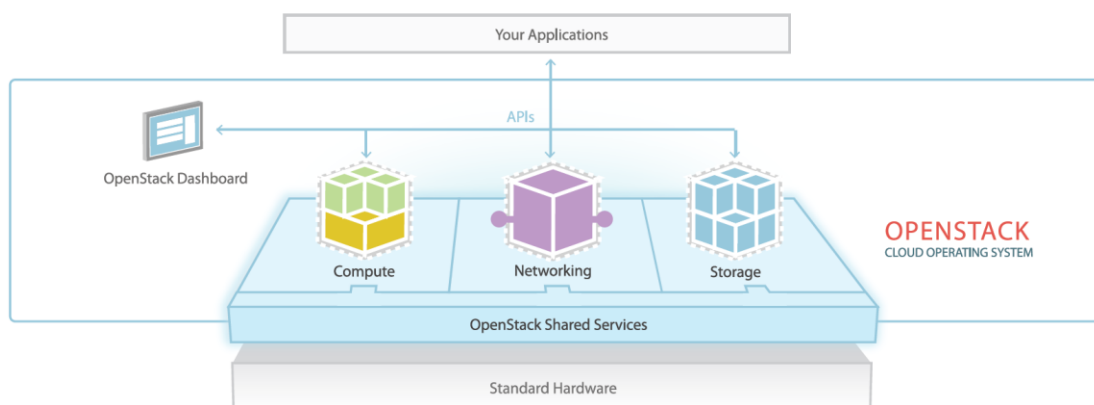 Your Applications
APIs
OpenStack Dashboard
OPENSTACK
CLOUD OPERATING SYSTEM
Compute
Networking
Storage
OpenStack Shared Services
Standard Hardware